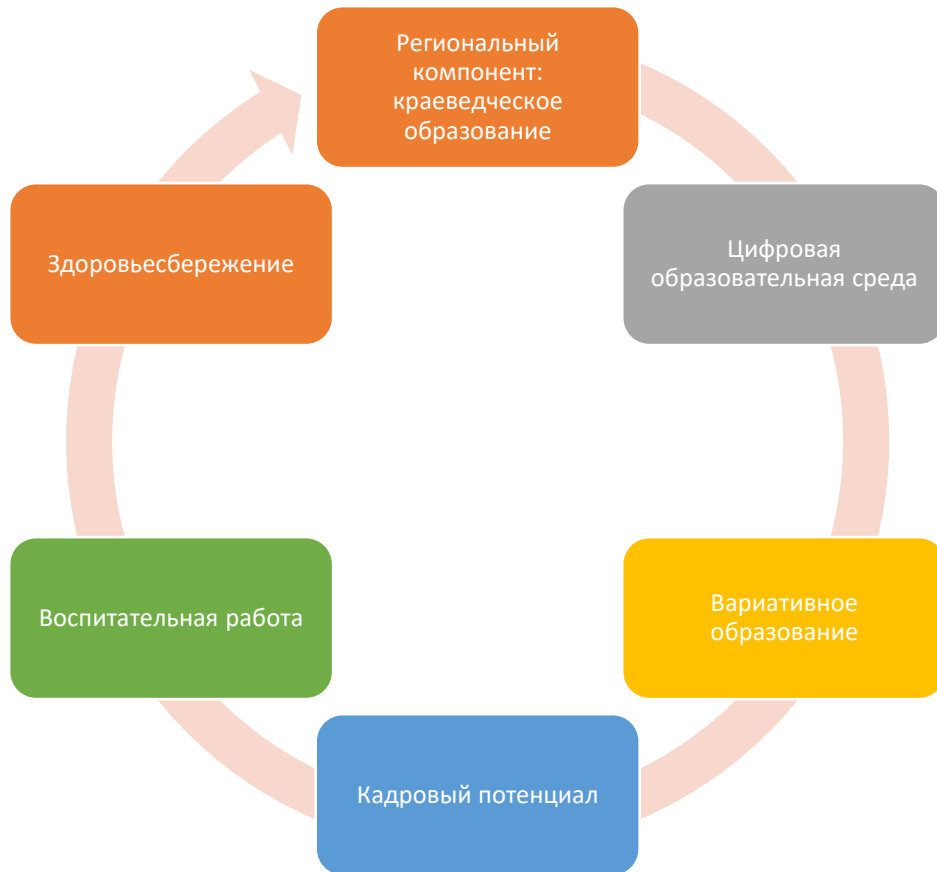 Региональный
компонент:
краеведческое
образование
Цифровая
образовательная среда
Вариативное
образование
Кадровый потенциал
Воспитательная работа
Здоровьесбережение